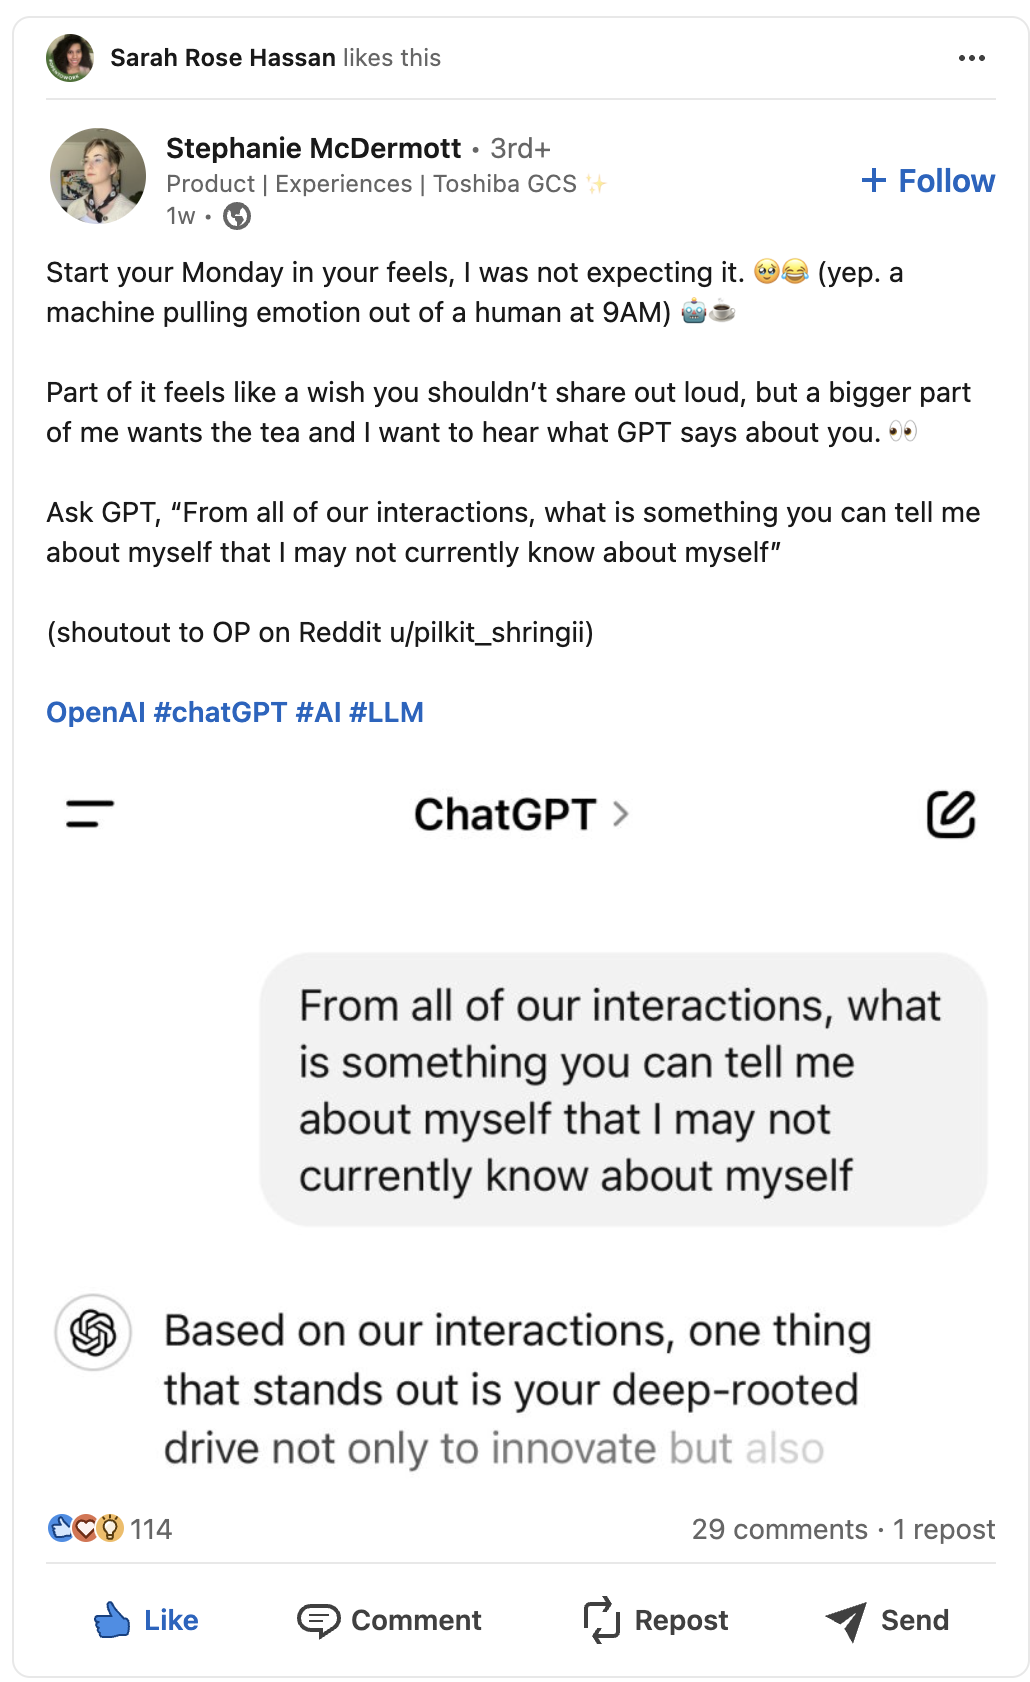 Sarah Rose Hassan likes this
Stephanie McDermott • 3rd+
Product | Experiences | Toshiba GCS ✨
1w •
+ Follow
Start your Monday in your feels, I was not expecting it. 🥹😂 (yep. a
machine pulling emotion out of a human at 9AM) 🤖☕
Part of it feels like a wish you shouldn’t share out loud, but a bigger part
of me wants the tea and I want to hear what GPT says about you. 👀
Ask GPT, “From all of our interactions, what is something you can tell me
about myself that I may not currently know about myself”
(shoutout to OP on Reddit u/pilkit_shringii)
OpenAI #chatGPT #AI #LLM
ChatGPT >
From all of our interactions, what
is something you can tell me
about myself that I may not
currently know about myself
Based on our interactions, one thing
that stands out is your deep-rooted
drive not only to innovate but also
114
29 comments · 1 repost
Like
Comment
Repost
Send